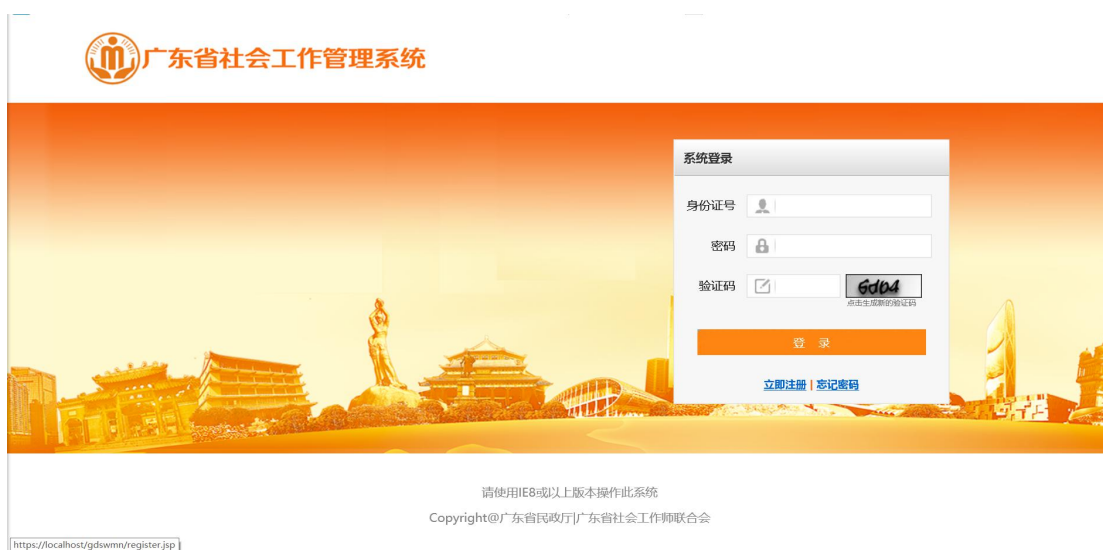 广东省社会工作管理系统
系统登录
身份证号
密码
验证码 6db4
点击生成新的验证码
登 录
立即注册 | 忘记密码
请使用IE8或以上版本操作此系统
Copyright@广东省民政厅|广东省社会工作师联合会
https://localhost/gdswmn/register.jsp